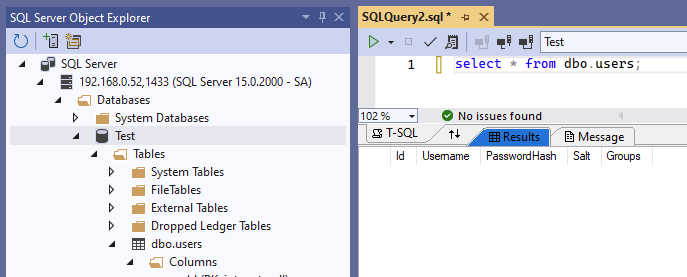 SQL Server Object Explorer
SQL Server
192.168.0.52,1433 (SQL Server 15.0.2000 - SA)
Databases
System Databases
Test
Tables
System Tables
FileTables
External Tables
Dropped Ledger Tables
dbo.users
Columns
SQLQuery2.sql *
Test
1 select * from dbo.users;
102 %
No issues found
T-SQL
Results
Message
Id Username PasswordHash Salt Groups